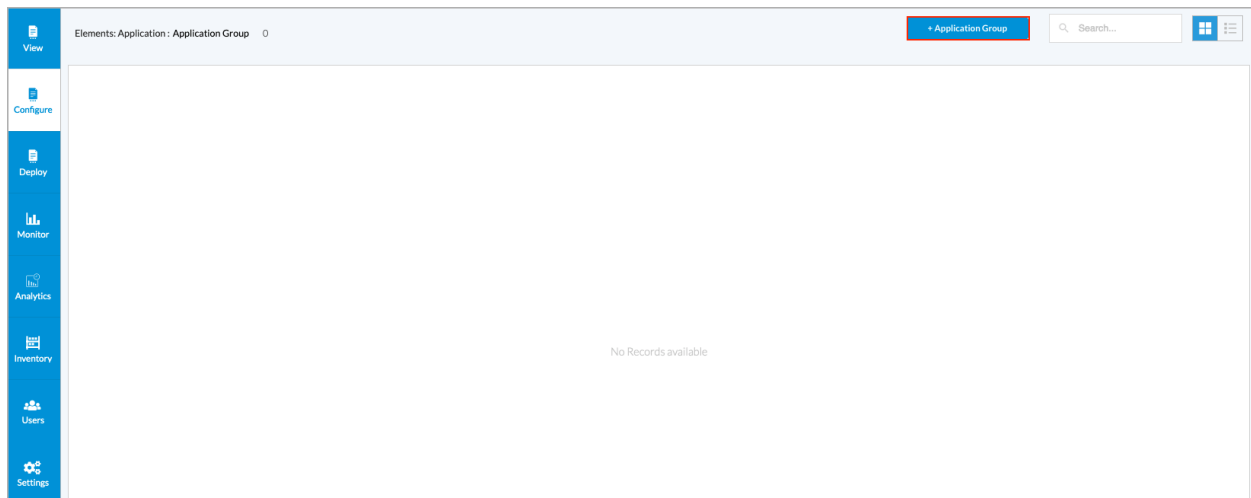 View
Configure
Deploy
Monitor
Analytics
Inventory
Users
Settings
Elements: Application : Application Group 0
+ Application Group
Search...
No Records available